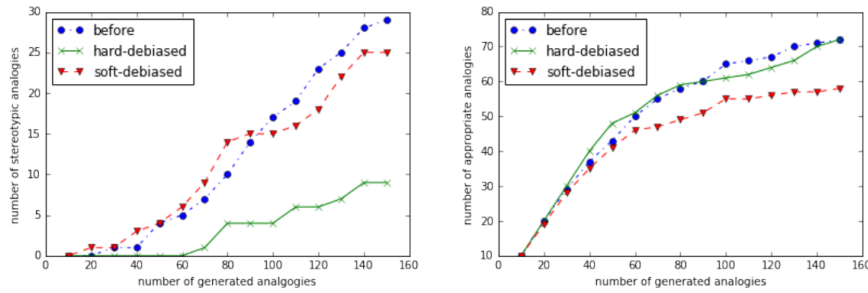 30
25
20
15
10
5
0
number of stereotypic analogies
before
hard-debiased
soft-debiased
0 20 40 60 80 100 120 140 160
number of generated analgogies
80
70
60
50
40
30
20
10
number of appropriate analogies
before
hard-debiased
soft-debiased
0 20 40 60 80 100 120 140 160
number of generated analogies